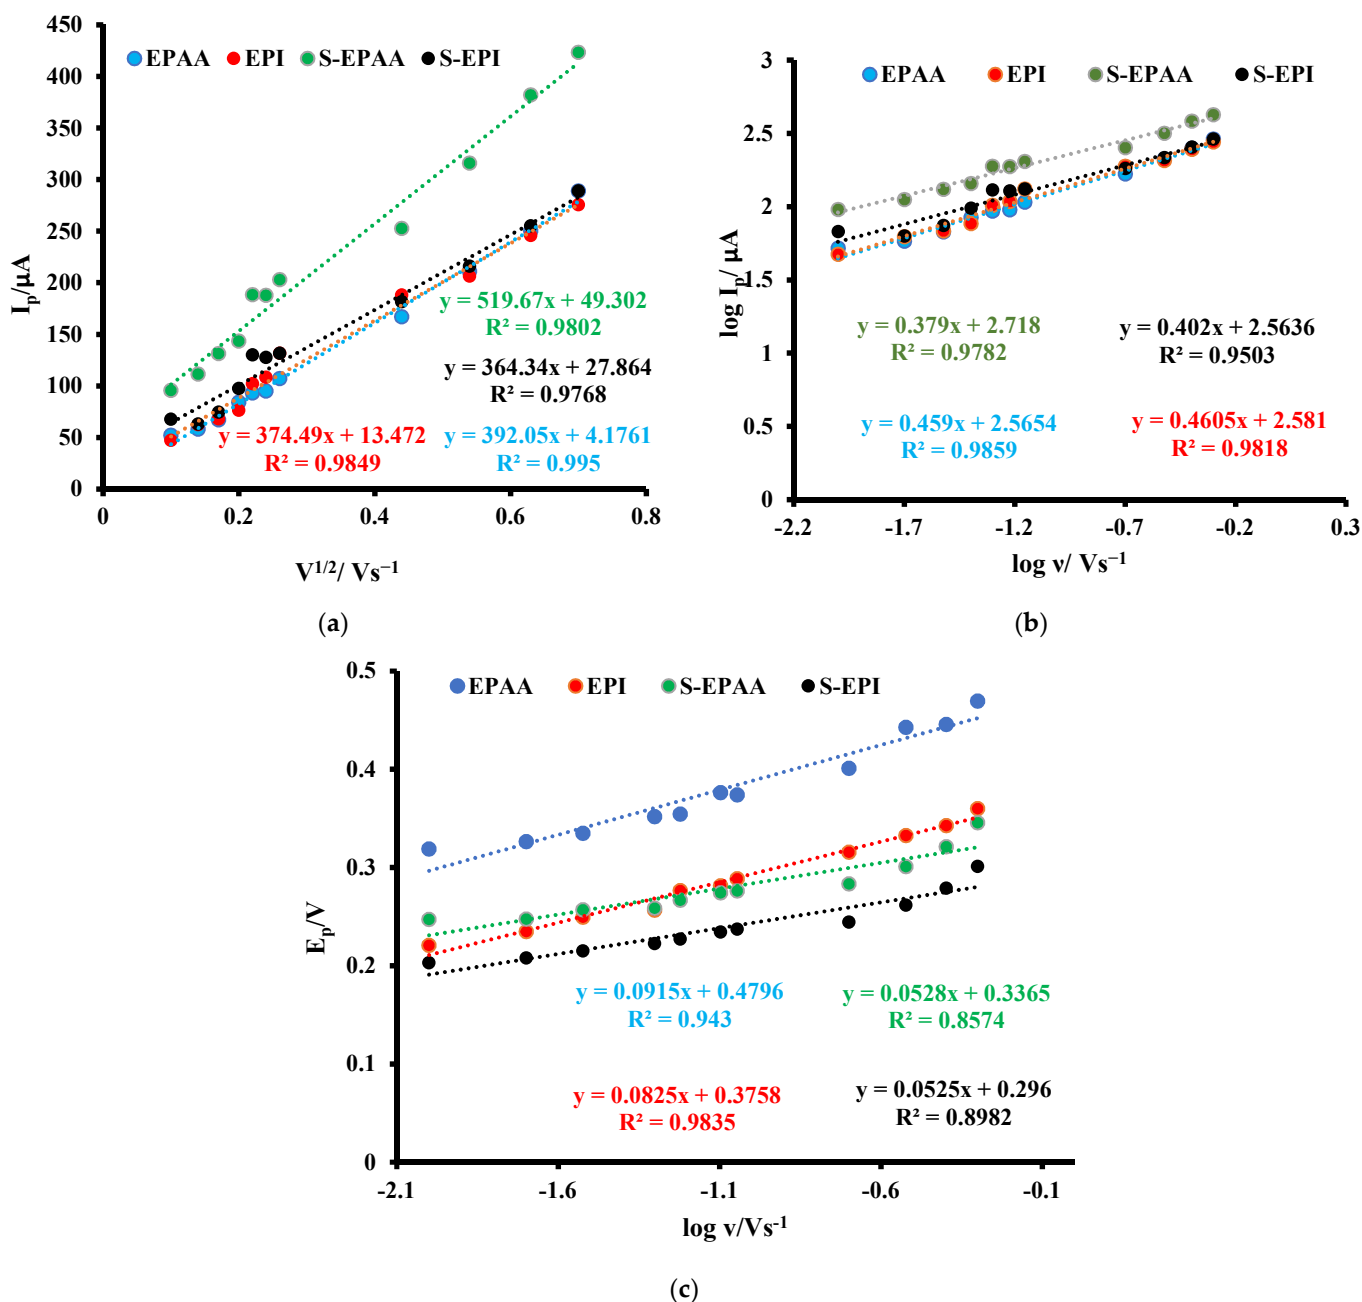 450
400
350
300
250
200
150
100
50
0
0
0.2
0.4
0.6
0.8
EPAA EPI S-EPAA S-EPI
Ip/µA
y = 519.67x + 49.302
R² = 0.9802
y = 364.34x + 27.864
R² = 0.9768
y = 374.49x + 13.472
R² = 0.9849
y = 392.05x + 4.1761
R² = 0.995
V1/2/ Vs−1
(a)
3
2.5
2
1.5
1
0.5
0
-2.2
-1.7
-1.2
-0.7
-0.2
0.3
EPAA EPI S-EPAA S-EPI
log Ip/ µA
y = 0.379x + 2.718
R² = 0.9782
y = 0.402x + 2.5636
R² = 0.9503
y = 0.459x + 2.5654
R² = 0.9859
y = 0.4605x + 2.581
R² = 0.9818
log ν/ Vs−1
(b)
0.5
0.4
0.3
0.2
0.1
0
-2.1
-1.6
-1.1
-0.6
-0.1
EPAA EPI S-EPAA S-EPI
Ep/V
y = 0.0915x + 0.4796
R² = 0.943
y = 0.0528x + 0.3365
R² = 0.8574
y = 0.0825x + 0.3758
R² = 0.9835
y = 0.0525x + 0.296
R² = 0.8982
log v/Vs-1
(c)